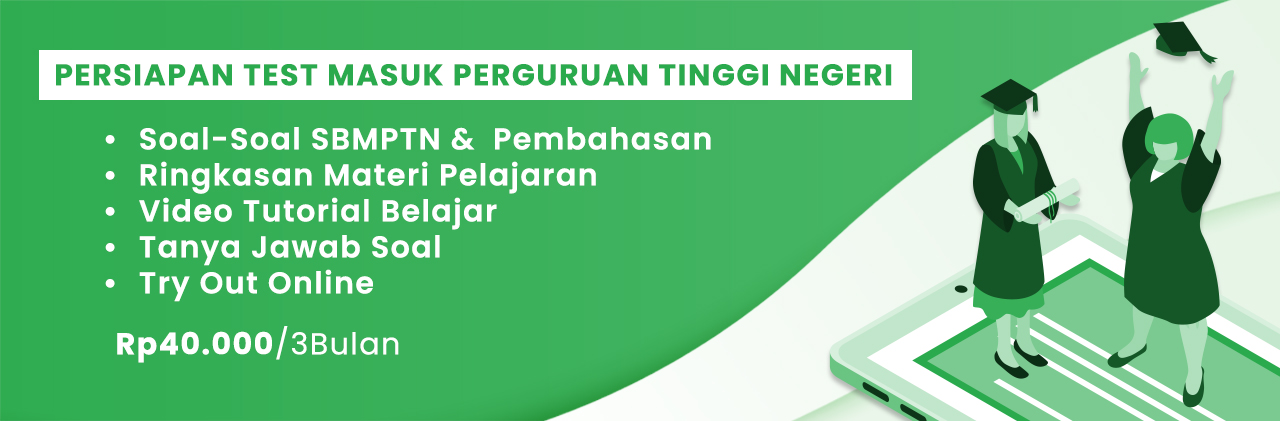 PERSIAPAN TEST MASUK PERGURUAN TINGGI NEGERI
• Soal-Soal SBMPTN & Pembahasan
• Ringkasan Materi Pelajaran
• Video Tutorial Belajar
• Tanya Jawab Soal
• Try Out Online
Rp40.000/3Bulan